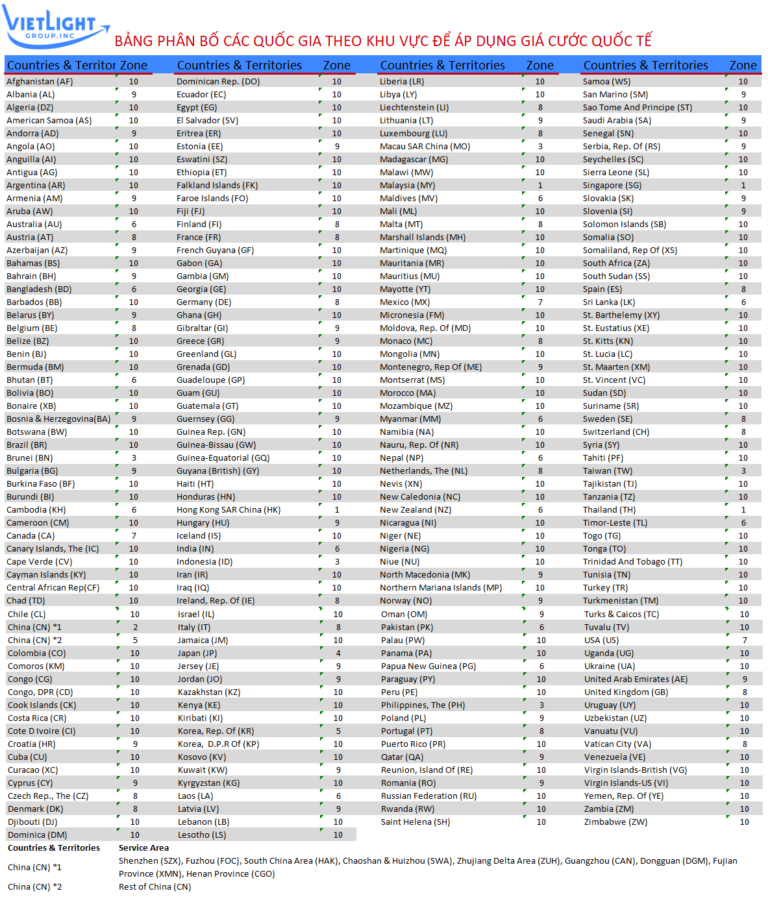 VIETLIGHT
GROUP.INC
BẢNG PHÂN BỐ CÁC QUỐC GIA THEO KHU VỰC ĐỂ ÁP DỤNG GIÁ CƯỚC QUỐC TẾ
Countries & Territor Zone Countries & Territories Zone Countries & Territories Zone Countries & Territories Zone
Afghanistan (AF) 10 Dominican Rep. (DO) 10 Liberia (LR) 10 Samoa (WS) 10
Albania (AL) 9 Ecuador (EC) 10 Libya (LY) 10 San Marino (SM) 9
Algeria (DZ) 10 Egypt (EG) 10 Liechtenstein (LI) 8 Sao Tome And Principe (ST) 10
American Samoa (AS) 10 El Salvador (SV) 10 Lithuania (LT) 9 Saudi Arabia (SA) 9
Andorra (AD) 9 Eritrea (ER) 10 Luxembourg (LU) 8 Senegal (SN) 10
Angola (AO) 10 Estonia (EE) 9 Macau SAR China (MO) 3 Serbia, Rep. Of (RS) 9
Anguilla (AI) 10 Eswatini (SZ) 10 Madagascar (MG) 10 Seychelles (SC) 10
Antigua (AG) 10 Ethiopia (ET) 10 Malawi (MW) 10 Sierra Leone (SL) 10
Argentina (AR) 10 Falkland Islands (FK) 10 Malaysia (MY) 1 Singapore (SG) 1
Armenia (AM) 9 Faroe Islands (FO) 10 Maldives (MV) 6 Slovakia (SK) 9
Aruba (AW) 10 Fiji (FJ) 10 Mali (ML) 10 Slovenia (SI) 9
Australia (AU) 6 Finland (FI) 8 Malta (MT) 8 Solomon Islands (SB) 10
Austria (AT) 8 France (FR) 8 Marshall Islands (MH) 10 Somalia (SO) 10
Azerbaijan (AZ) 9 French Guyana (GF) 10 Martinique (MQ) 10 Somaliland, Rep Of (XS) 10
Bahamas (BS) 10 Gabon (GA) 10 Mauritania (MR) 10 South Africa (ZA) 10
Bahrain (BH) 9 Gambia (GM) 10 Mauritius (MU) 10 South Sudan (SS) 10
Bangladesh (BD) 6 Georgia (GE) 10 Mayotte (YT) 10 Spain (ES) 8
Barbados (BB) 10 Germany (DE) 8 Mexico (MX) 7 Sri Lanka (LK) 6
Belarus (BY) 9 Ghana (GH) 10 Micronesia (FM) 10 St. Barthelemy (XY) 10
Belgium (BE) 8 Gibraltar (GI) 9 Moldova, Rep. Of (MD) 10 St. Eustatius (XE) 10
Belize (BZ) 10 Greece (GR) 9 Monaco (MC) 8 St. Kitts (KN) 10
Benin (BJ) 10 Greenland (GL) 10 Mongolia (MN) 10 St. Lucia (LC) 10
Bermuda (BM) 10 Grenada (GD) 10 Montenegro, Rep Of (ME) 9 St. Maarten (XM) 10
Bhutan (BT) 6 Guadeloupe (GP) 10 Montserrat (MS) 10 St. Vincent (VC) 10
Bolivia (BO) 10 Guam (GU) 10 Morocco (MA) 10 Sudan (SD) 10
Bonaire (XB) 10 Guatemala (GT) 10 Mozambique (MZ) 10 Suriname (SR) 10
Bosnia & Herzegovina(BA) 9 Guernsey (GG) 9 Myanmar (MM) 6 Sweden (SE) 8
Botswana (BW) 10 Guinea Rep. (GN) 10 Namibia (NA) 10 Switzerland (CH) 8
Brazil (BR) 10 Guinea-Bissau (GW) 10 Nauru, Rep. Of (NR) 10 Syria (SY) 10
Brunei (BN) 3 Guinea-Equatorial (GQ) 10 Nepal (NP) 6 Tahiti (PF) 10
Bulgaria (BG) 9 Guyana (British) (GY) 10 Netherlands, The (NL) 8 Taiwan (TW) 3
Burkina Faso (BF) 10 Haiti (HT) 10 Nevis (XN) 10 Tajikistan (TJ) 10
Burundi (BI) 10 Honduras (HN) 10 New Caledonia (NC) 10 Tanzania (TZ) 10
Cambodia (KH) 6 Hong Kong SAR China (HK) 1 New Zealand (NZ) 6 Thailand (TH) 1
Cameroon (CM) 10 Hungary (HU) 9 Nicaragua (NI) 10 Timor-Leste (TL) 6
Canada (CA) 7 Iceland (IS) 10 Niger (NE) 10 Togo (TG) 10
Canary Islands, The (IC) 10 India (IN) 6 Nigeria (NG) 10 Tonga (TO) 10
Cape Verde (CV) 10 Indonesia (ID) 3 Niue (NU) 10 Trinidad And Tobago (TT) 10
Cayman Islands (KY) 10 Iran (IR) 10 North Macedonia (MK) 9 Tunisia (TN) 10
Central African Rep(CF) 10 Iraq (IQ) 10 Northern Mariana Islands (MP) 10 Turkey (TR) 10
Chad (TD) 10 Ireland, Rep. Of (IE) 8 Norway (NO) 9 Turkmenistan (TM) 10
Chile (CL) 10 Israel (IL) 10 Oman (OM) 9 Turks & Caicos (TC) 10
China (CN) *1 2 Italy (IT) 8 Pakistan (PK) 6 Tuvalu (TV) 10
China (CN) *2 5 Jamaica (JM) 10 Palau (PW) 10 USA (US) 7
Colombia (CO) 10 Japan (JP) 4 Panama (PA) 10 Uganda (UG) 10
Comoros (KM) 10 Jersey (JE) 9 Papua New Guinea (PG) 6 Ukraine (UA) 10
Congo (CG) 10 Jordan (JO) 9 Paraguay (PY) 10 United Arab Emirates (AE) 9
Congo, DPR (CD) 10 Kazakhstan (KZ) 10 Peru (PE) 10 United Kingdom (GB) 8
Cook Islands (CK) 10 Kenya (KE) 10 Philippines, The (PH) 3 Uruguay (UY) 10
Costa Rica (CR) 10 Kiribati (KI) 10 Poland (PL) 9 Uzbekistan (UZ) 10
Cote D Ivoire (CI) 10 Korea, Rep. Of (KR) 5 Portugal (PT) 8 Vanuatu (VU) 10
Croatia (HR) 9 Korea, D.P.R Of (KP) 10 Puerto Rico (PR) 10 Vatican City (VA) 8
Cuba (CU) 10 Kosovo (KV) 10 Qatar (QA) 9 Venezuela (VE) 10
Curacao (XC) 10 Kuwait (KW) 9 Reunion, Island Of (RE) 10 Virgin Islands-British (VG) 10
Cyprus (CY) 9 Kyrgyzstan (KG) 10 Romania (RO) 9 Virgin Islands-US (VI) 10
Czech Rep., The (CZ) 8 Laos (LA) 6 Russian Federation (RU) 10 Yemen, Rep. Of (YE) 10
Denmark (DK) 8 Latvia (LV) 9 Rwanda (RW) 10 Zambia (ZM) 10
Djibouti (DJ) 10 Lebanon (LB) 10 Saint Helena (SH) 10 Zimbabwe (ZW) 10
Dominica (DM) 10 Lesotho (LS) 10
Countries & Territories Service Area
China (CN) *1 Shenzhen (SZX), Fuzhou (FOC), South China Area (HAK), Chaoshan & Huizhou (SWA), Zhujiang Delta Area (ZUH), Guangzhou (CAN), Dongguan (DGM), Fujian
Province (XMN), Henan Province (CGO)
China (CN) *2 Rest of China (CN)